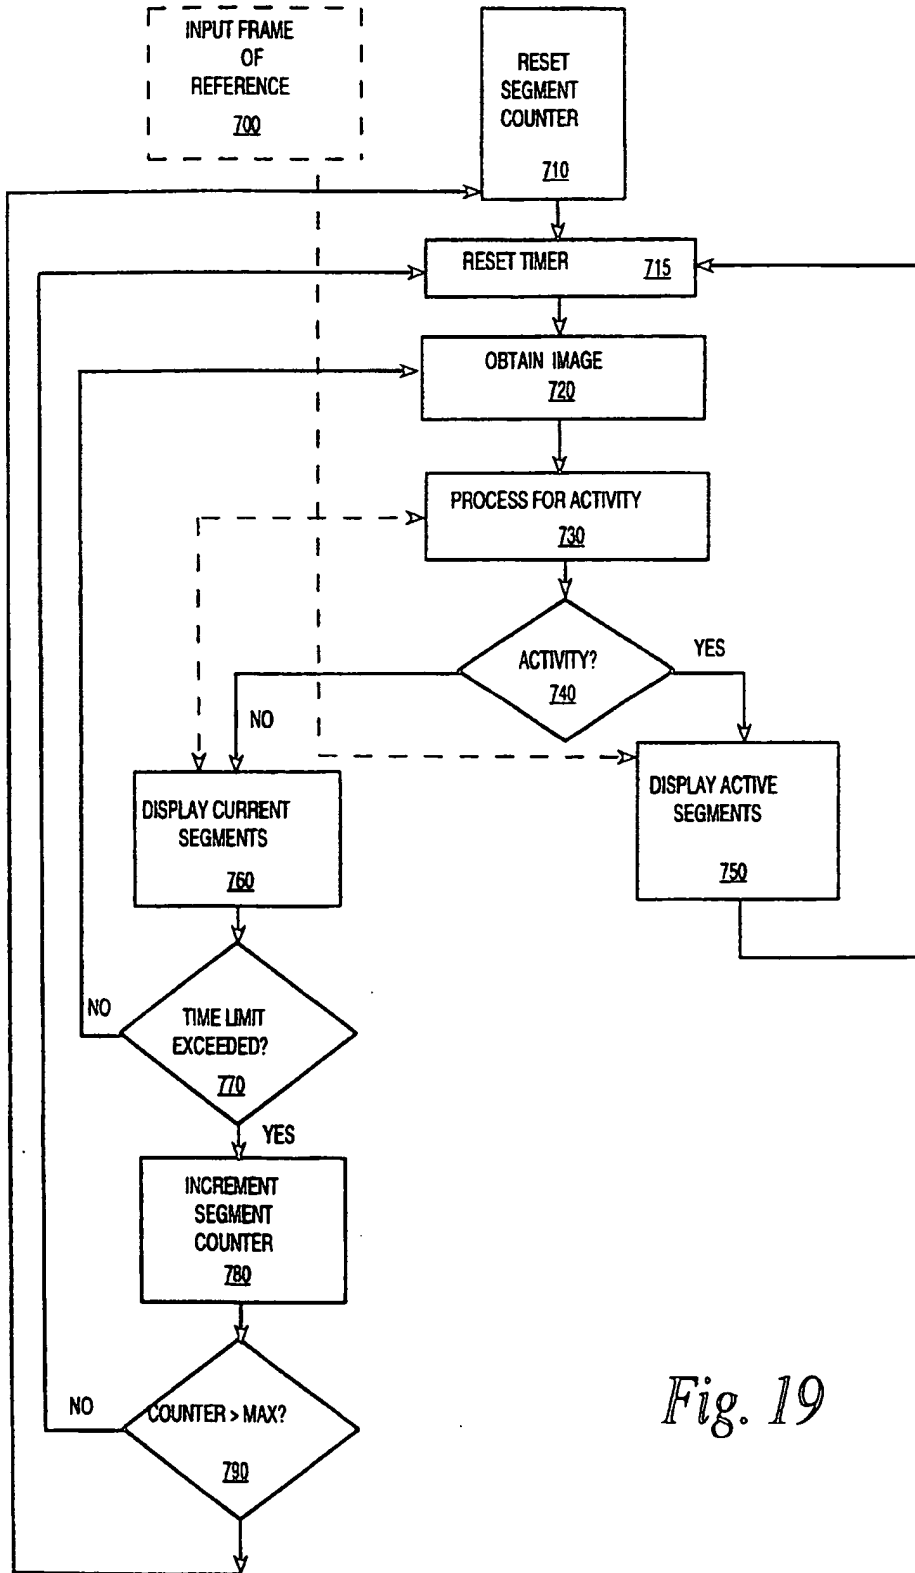 INPUT FRAME
OF
REFERENCE
700
RESET
SEGMENT
COUNTER
710
RESET TIMER 715
OBTAIN IMAGE
720
PROCESS FOR ACTIVITY
730
ACTIVITY?
740
YES
NO
DISPLAY CURRENT
SEGMENTS
760
DISPLAY ACTIVE
SEGMENTS
750
TIME LIMIT
EXCEEDED?
770
NO
YES
INCREMENT
SEGMENT
COUNTER
780
COUNTER > MAX?
790
NO
Fig. 19